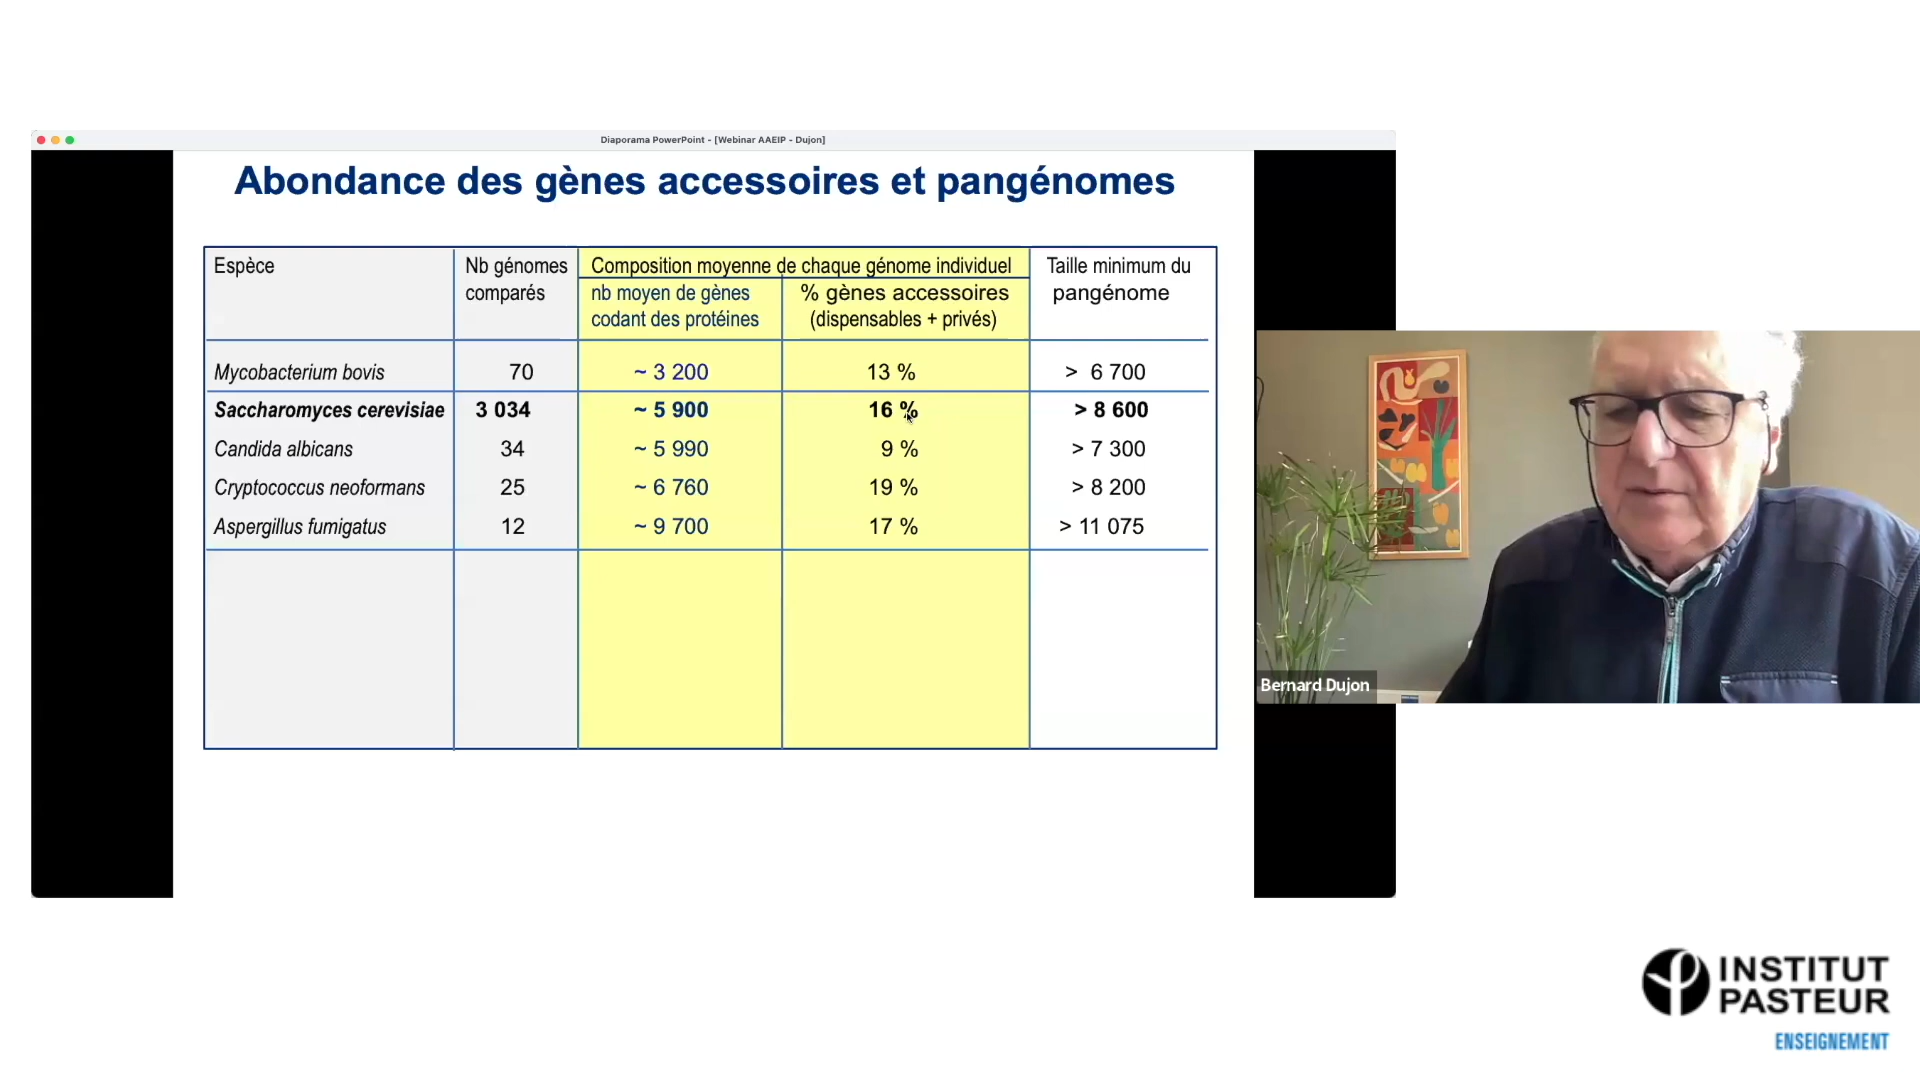 Diaporama PowerPoint - [Webinar AAEIP - Dujon]
Abondance des gènes accessoires et pangénomes
Espèce
Nb génomes
comparés
Composition moyenne de chaque génome individuel
nb moyen de gènes
codant des protéines
% gènes accessoires
(dispensables + privés)
Taille minimum du
pangénome
Mycobacterium bovis 70 ~ 3 200 13 % > 6 700
Saccharomyces cerevisiae 3 034 ~ 5 900 16 % > 8 600
Candida albicans 34 ~ 5 990 9 % > 7 300
Cryptococcus neoformans 25 ~ 6 760 19 % > 8 200
Aspergillus fumigatus 12 ~ 9 700 17 % > 11 075
Bernard Dujon
INSTITUT
PASTEUR
ENSEIGNEMENT